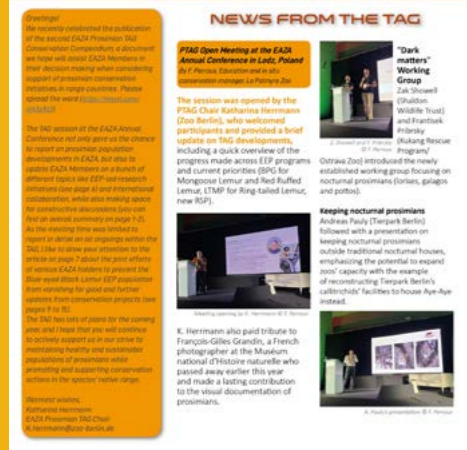 NEWS FROM THE TAG
Greetings!
We recently celebrated the publication
of the second EAZA Prosimian TAG
Conservation Compendium, a document
we hope will assist EAZA Members in
their decision making when considering
support of prosimian conservation
initiatives in range countries. Please
spread the word
The TAG session at the EAZA Annual
Conference not only gave us the chance
to report on prosimian population
developments in EAZA, but also to
update EAZA Members on a bunch of
different topics like EEP-led research
initiatives (see page 6) and international
collaboration, while also making space
for constructive discussions (you can
find an overall summary on page 1-2).
As the meeting time was limited to
report in detail on all ongoings within the
TAG, I like to draw your attention to the
article on page 7 about the joint efforts
of various EAZA holders to prevent the
Blue-eyed Black Lemur EEP population
from vanishing for good and further
updates from conservation projects (see
pages 9 to 15).
The TAG has lots of plans for the coming
year, and I hope that you will continue
to actively support us in our strive to
maintaining healthy and sustainable
populations of prosimians while
promoting and supporting conservation
actions in the species' native range.
Warmest wishes,
Katharina Herrmann
EAZA Prosimian TAG Chair
K.Herrmann@zoo-berlin.de
PTAG Open Meeting at the EAZA
Annual Conference in Lodz, Poland
By F. Perroux, Education and in situ
conservation manager, La Palmyre Zoo
The session was opened by the
PTAG Chair Katharina Herrmann
(Zoo Berlin), who welcomed
participants and provided a brief
update on TAG developments,
including a quick overview of the
progress made across EEP programs
and current priorities (BPG for
Mongoose Lemur and Red Ruffed
Lemur, LTMP for Ring-tailed Lemur,
new RSP).
Meeting opening by K. Herrmann © F. Perroux
K. Herrmann also paid tribute to
François-Gilles Grandin, a French
photographer at the Muséum
national d'Histoire naturelle who
passed away earlier this year
and made a lasting contribution
to the visual documentation of
prosimians.
"Dark
matters"
Working
Group
Zak Showell
(Shaldon
Wildlife Trust)
and Frantisek
Pribrsky
(Kukang Rescue
Program/
Z. Showell and F. Pribrsky
© F. Perroux
Ostrava Zoo) introduced the newly
established working group focusing on
nocturnal prosimians (lorises, galagos
and pottos).
Keeping nocturnal prosimians
Andreas Pauly (Tierpark Berlin)
followed with a presentation on
keeping nocturnal prosimians
outside traditional nocturnal houses,
emphasizing the potential to expand
zoos' capacity with the example
of reconstructing Tierpark Berlin's
callitrichids' facilities to house Aye-Aye
instead.
A. Pauly's presentation © F. Perroux